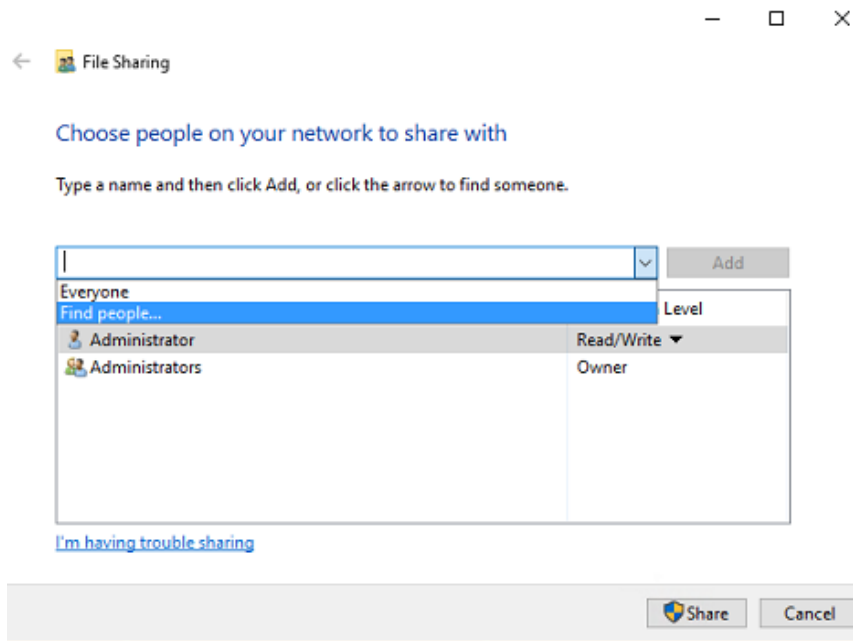 File Sharing
Choose people on your network to share with
Type a name and then click Add, or click the arrow to find someone.
Add
Everyone
Find people...
Level
Administrator Read/Write
Administrators Owner
I'm having trouble sharing
Share Cancel